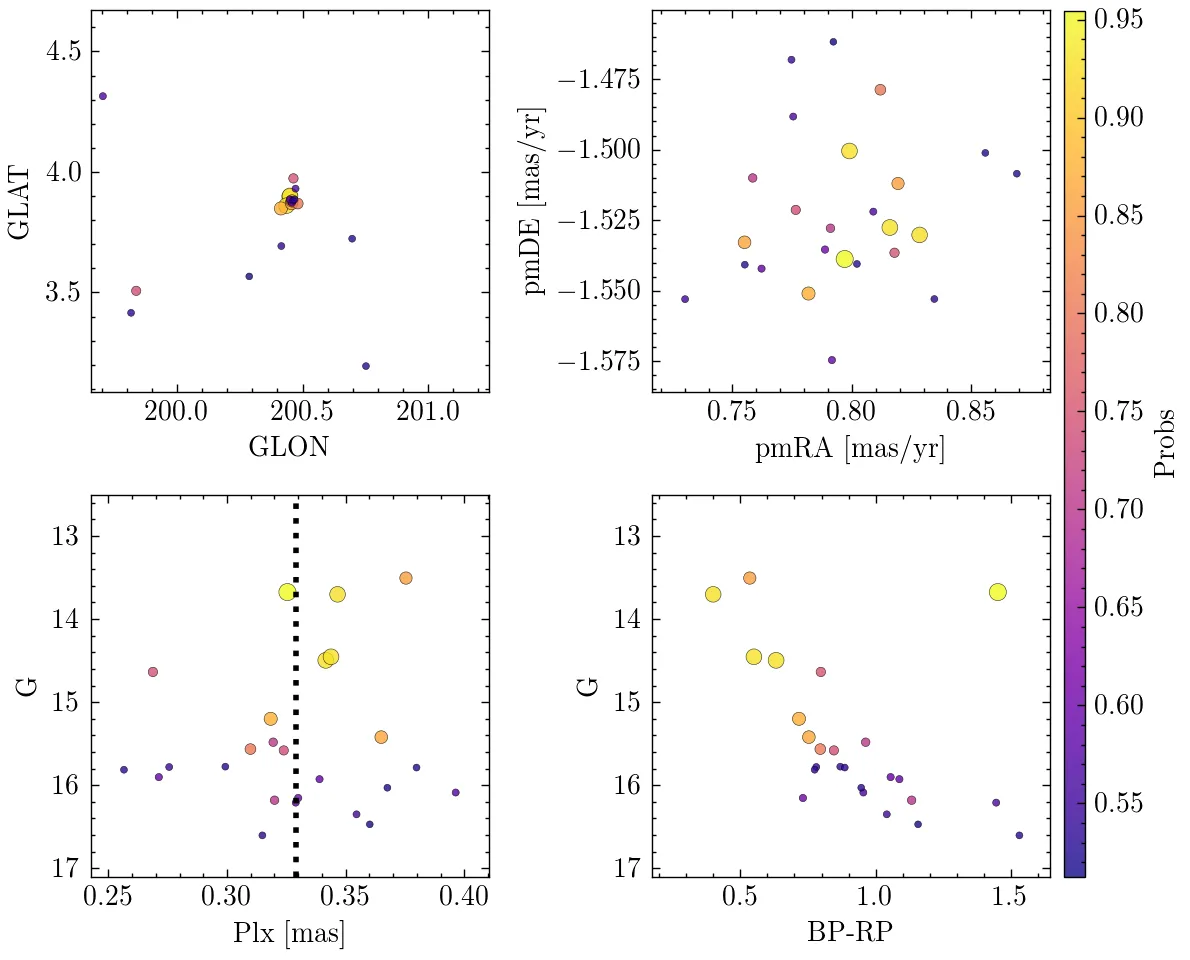 4.5
4.0
3.5
GLAT
200.0 200.5 201.0
GLON
−1.475
−1.500
−1.525
−1.550
−1.575
pmDE [mas/yr]
0.75 0.80 0.85
pmRA [mas/yr]
13
14
15
16
17
G
0.25 0.30 0.35 0.40
Plx [mas]
13
14
15
16
17
G
0.5 1.0 1.5
BP-RP
0.95
0.90
0.85
0.80
0.75
0.70
0.65
0.60
0.55
Probs